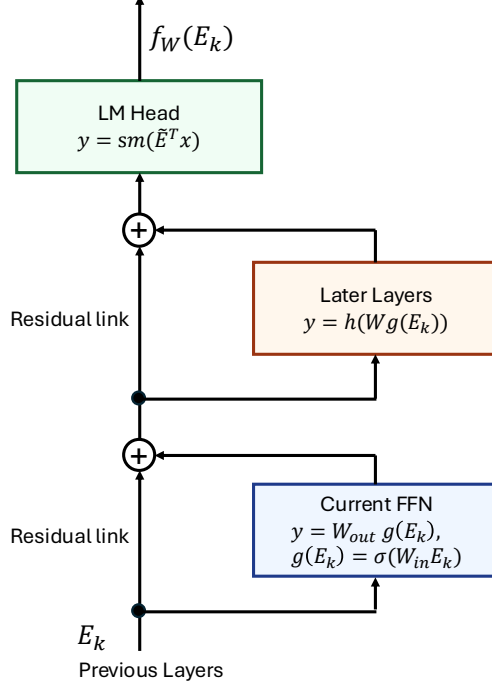 f_W(E_k)
LM Head
y = sm(Ẽ^T x)
+
Later Layers
y = h(Wg(E_k))
Residual link
+
Current FFN
y = W_out g(E_k),
g(E_k) = σ(W_in E_k)
Residual link
E_k
Previous Layers